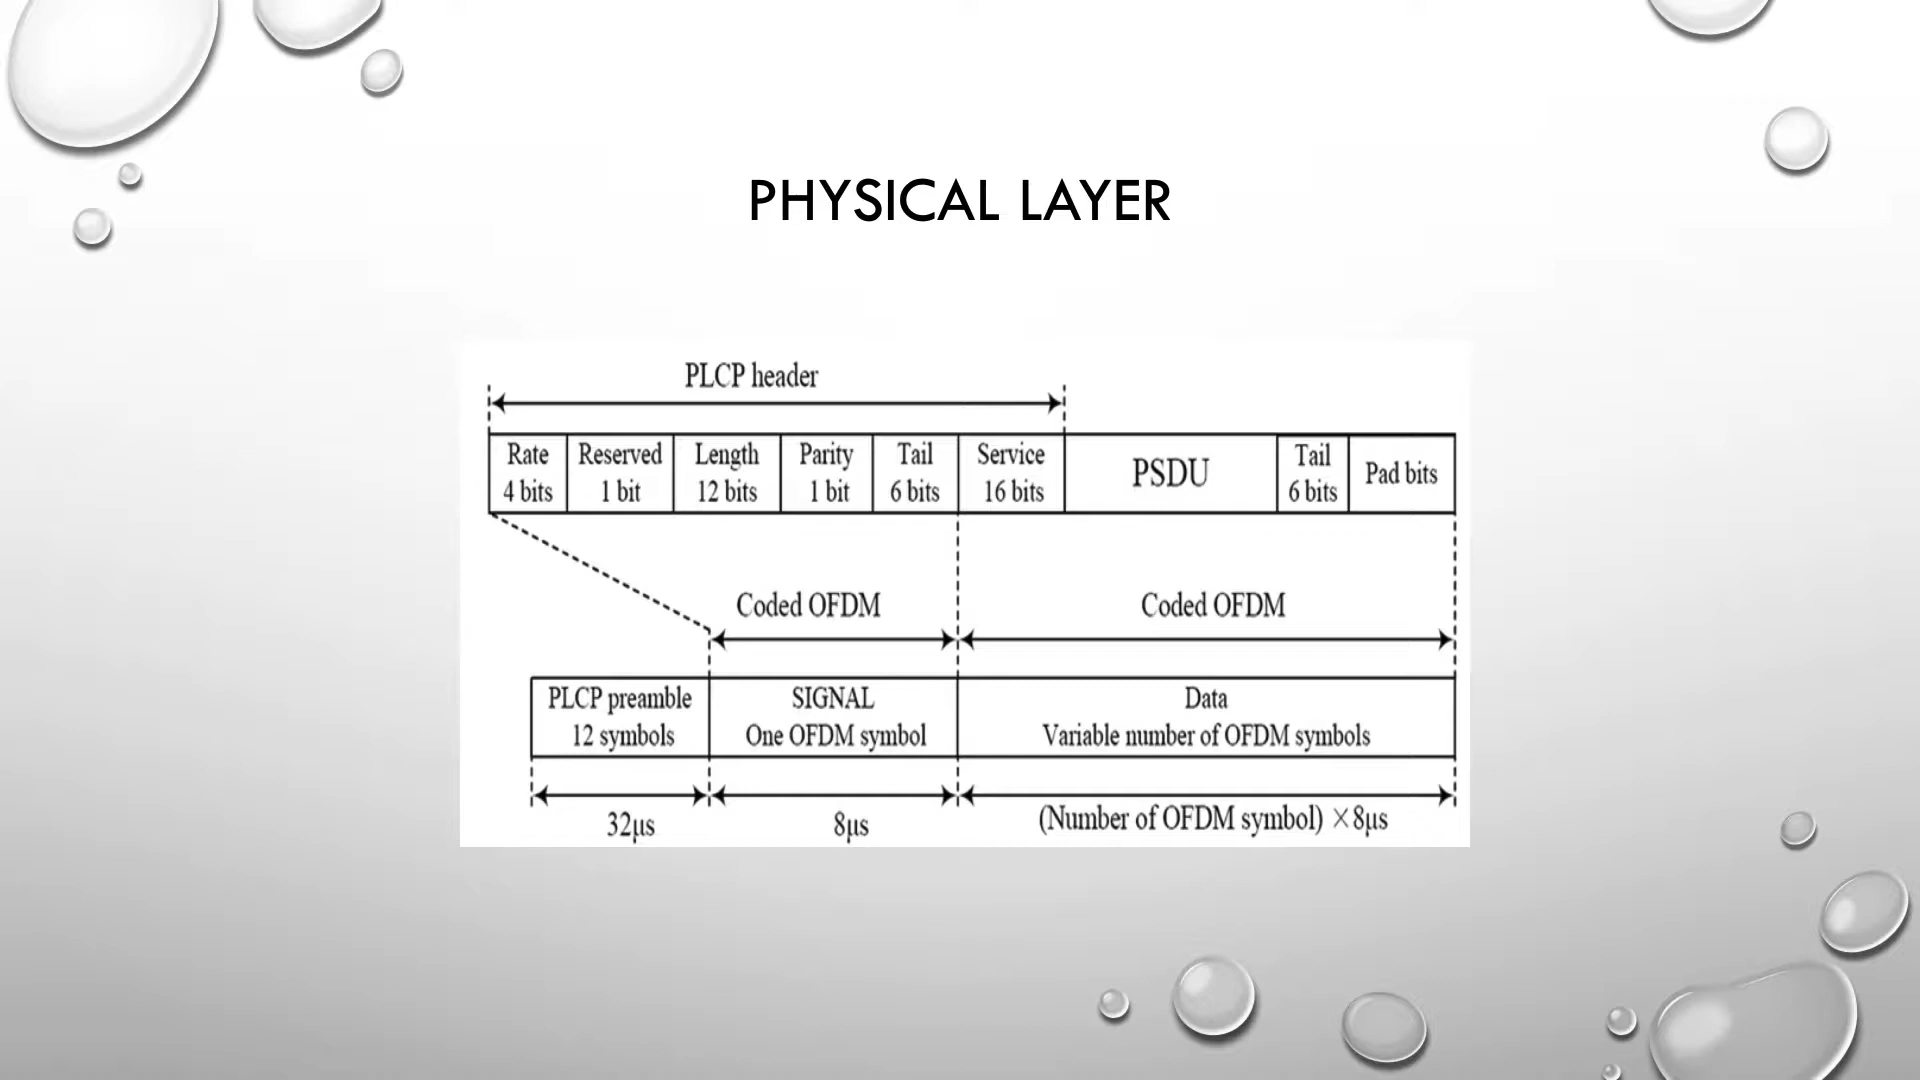 PHYSICAL LAYER
PLCP header
Rate
4 bits
Reserved
1 bit
Length
12 bits
Parity
1 bit
Tail
6 bits
Service
16 bits
PSDU
Tail
6 bits
Pad bits
Coded OFDM
Coded OFDM
PLCP preamble
12 symbols
SIGNAL
One OFDM symbol
Data
Variable number of OFDM symbols
32μs
8μs
(Number of OFDM symbol) ×8μs